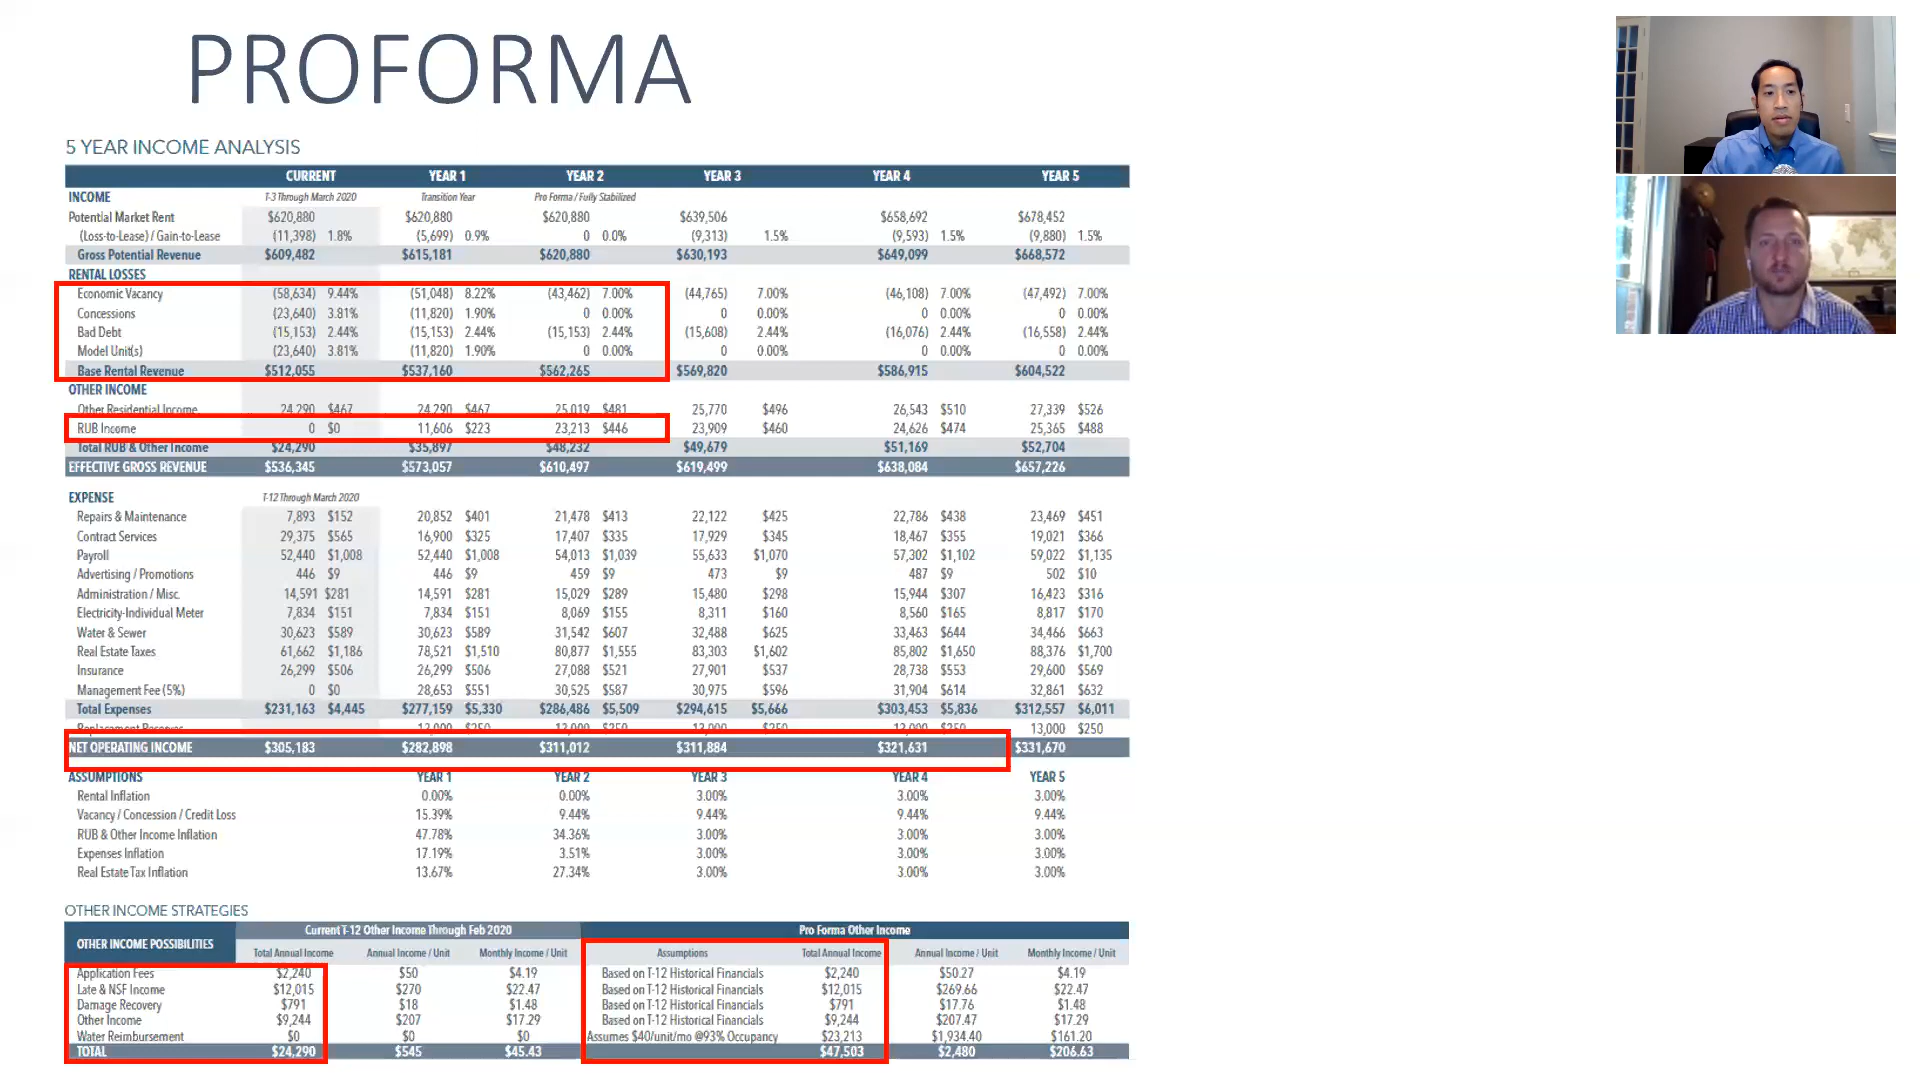 PROFORMA
5 YEAR INCOME ANALYSIS
CURRENT YEAR 1 YEAR 2 YEAR 3 YEAR 4 YEAR 5
INCOME T-3 Through March 2020 Transition Year Pro Forma / Fully Stabilized
Potential Market Rent $620,880 $620,880 $620,880 $639,506 $658,692 $678,452
(Loss-to-Lease) / Gain-to-Lease (11,398) 1.8% (5,699) 0.9% 0 0.0% (9,313) 1.5% (9,593) 1.5% (9,880) 1.5%
Gross Potential Revenue $609,482 $615,181 $620,880 $630,193 $649,099 $668,572
RENTAL LOSSES
Economic Vacancy (58,634) 9.44% (51,048) 8.22% (43,462) 7.00% (44,765) 7.00% (46,108) 7.00% (47,492) 7.00%
Concessions (23,640) 3.81% (11,820) 1.90% 0 0.00% 0 0.00% 0 0.00% 0 0.00%
Bad Debt (15,153) 2.44% (15,153) 2.44% (15,153) 2.44% (15,608) 2.44% (16,076) 2.44% (16,558) 2.44%
Model Unit(s) (23,640) 3.81% (11,820) 1.90% 0 0.00% 0 0.00% 0 0.00% 0 0.00%
Base Rental Revenue $512,055 $537,160 $562,265 $569,820 $586,915 $604,522
OTHER INCOME
Other Residential Income 24,290 $467 24,290 $467 25,019 $481 25,770 $496 26,543 $510 27,339 $526
RUB Income 0 $0 11,606 $223 23,213 $446 23,909 $460 24,626 $474 25,365 $488
Total RUB & Other Income $24,290 $35,897 $48,232 $49,679 $51,169 $52,704
EFFECTIVE GROSS REVENUE $536,345 $573,057 $610,497 $619,499 $638,084 $657,226
EXPENSE T-12 Through March 2020
Repairs & Maintenance 7,893 $152 20,852 $401 21,478 $413 22,122 $425 22,786 $438 23,469 $451
Contract Services 29,375 $565 16,900 $325 17,407 $335 17,929 $345 18,467 $355 19,021 $366
Payroll 52,440 $1,008 52,440 $1,008 54,013 $1,039 55,633 $1,070 57,302 $1,102 59,022 $1,135
Advertising / Promotions 446 $9 446 $9 459 $9 473 $9 487 $9 502 $10
Administration / Misc. 14,591 $281 14,591 $281 15,029 $289 15,480 $298 15,944 $307 16,423 $316
Electricity-Individual Meter 7,834 $151 7,834 $151 8,069 $155 8,311 $160 8,560 $165 8,817 $170
Water & Sewer 30,623 $589 30,623 $589 31,542 $607 32,488 $625 33,463 $644 34,466 $663
Real Estate Taxes 61,662 $1,186 78,521 $1,510 80,877 $1,555 83,303 $1,602 85,802 $1,650 88,376 $1,700
Insurance 26,299 $506 26,299 $506 27,088 $521 27,901 $537 28,738 $553 29,600 $569
Management Fee (5%) 0 $0 28,653 $551 30,525 $587 30,975 $596 31,904 $614 32,861 $632
Total Expenses $231,163 $4,445 $277,159 $5,330 $286,486 $5,509 $294,615 $5,666 $303,453 $5,836 $312,557 $6,011
Replacement Reserves 13,000 $250 13,000 $250 13,000 $250 13,000 $250 13,000 $250
NET OPERATING INCOME $305,183 $282,898 $311,012 $311,884 $321,631 $331,670
ASSUMPTIONS YEAR 1 YEAR 2 YEAR 3 YEAR 4 YEAR 5
Rental Inflation 0.00% 0.00% 3.00% 3.00% 3.00%
Vacancy / Concession / Credit Loss 15.39% 9.44% 9.44% 9.44% 9.44%
RUB & Other Income Inflation 47.78% 34.36% 3.00% 3.00% 3.00%
Expenses Inflation 17.19% 3.51% 3.00% 3.00% 3.00%
Real Estate Tax Inflation 13.67% 27.34% 3.00% 3.00% 3.00%
OTHER INCOME STRATEGIES
OTHER INCOME POSSIBILITIES Current T-12 Other Income Through Feb 2020 Pro Forma Other Income
Total Annual Income Annual Income / Unit Monthly Income / Unit Assumptions Total Annual Income Annual Income / Unit Monthly Income / Unit
Application Fees $2,240 $50 $4.19 Based on T-12 Historical Financials $2,240 $50.27 $4.19
Late & NSF Income $12,015 $270 $22.47 Based on T-12 Historical Financials $12,015 $269.66 $22.47
Damage Recovery $791 $18 $1.48 Based on T-12 Historical Financials $791 $17.76 $1.48
Other Income $9,244 $207 $17.29 Based on T-12 Historical Financials $9,244 $207.47 $17.29
Water Reimbursement $0 $0 $0 Assumes $40/unit/mo @93% Occupancy $23,213 $1,934.40 $161.20
TOTAL $24,290 $545 $45.43 $47,503 $2,480 $206.63